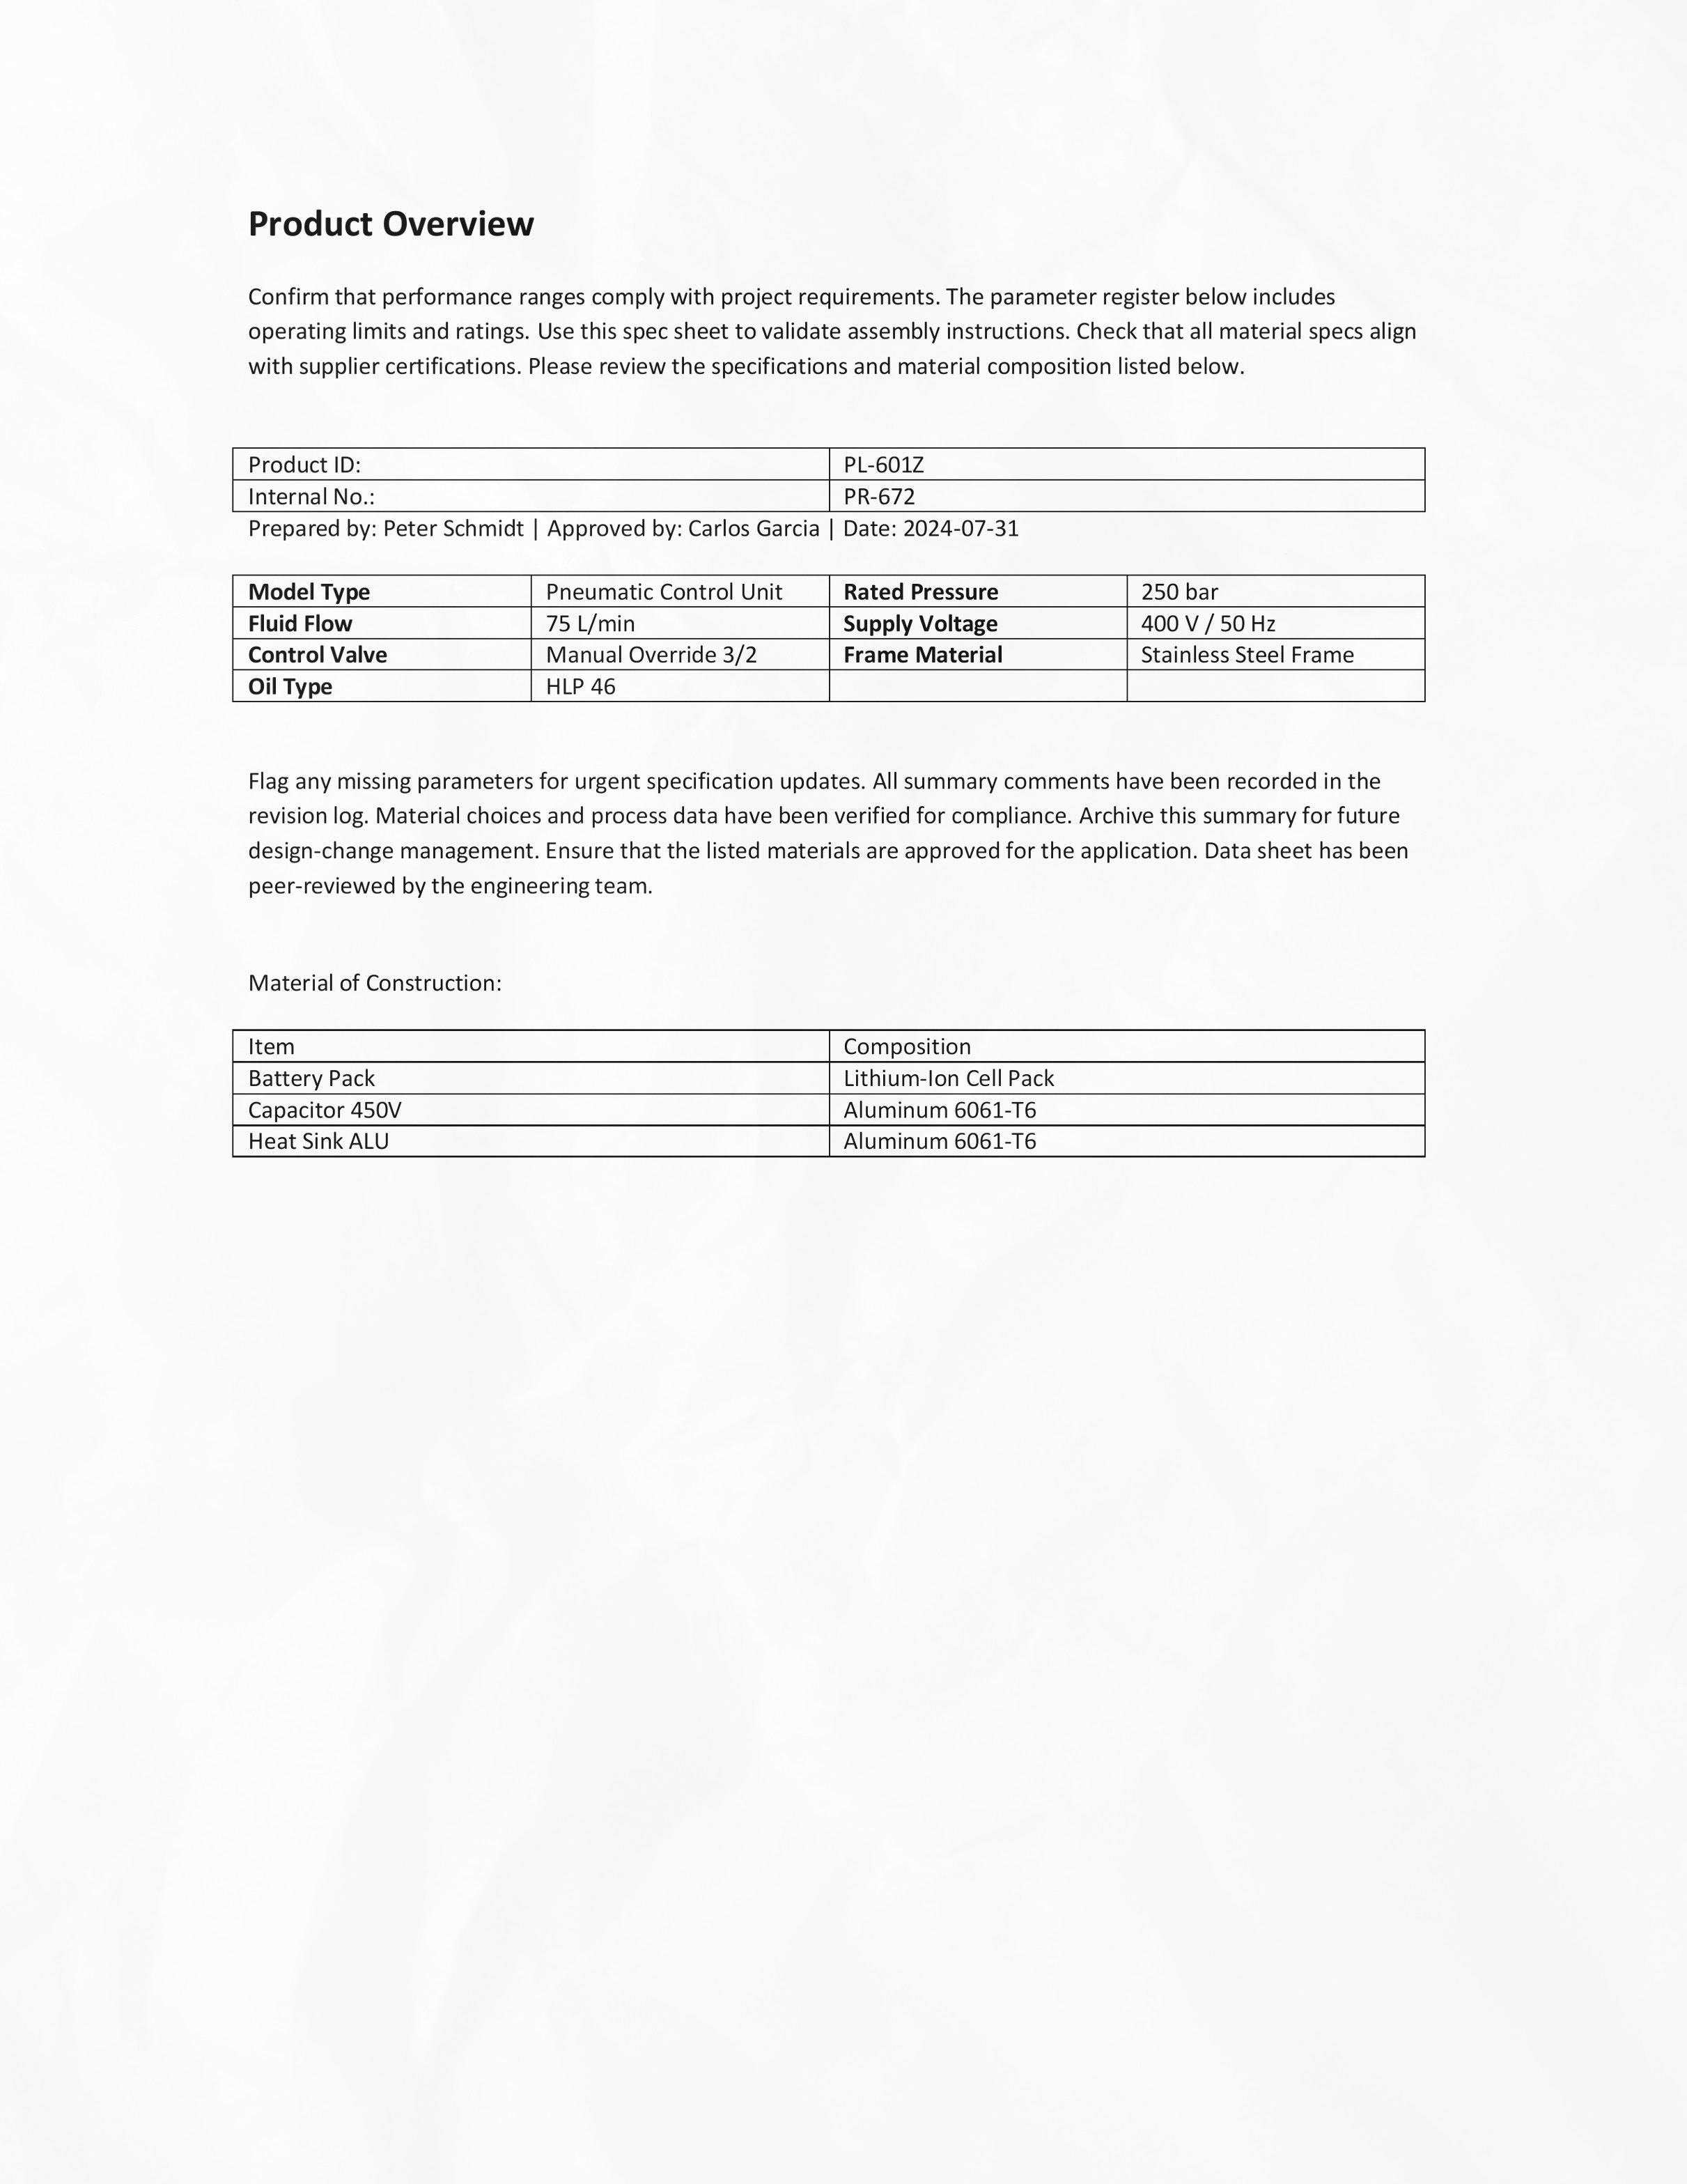 Product Overview
Confirm that performance ranges comply with project requirements. The parameter register below includes
operating limits and ratings. Use this spec sheet to validate assembly instructions. Check that all material specs align
with supplier certifications. Please review the specifications and material composition listed below.
Product ID: PL-601Z
Internal No.: PR-672
Prepared by: Peter Schmidt | Approved by: Carlos Garcia | Date: 2024-07-31
Model Type Pneumatic Control Unit Rated Pressure 250 bar
Fluid Flow 75 L/min Supply Voltage 400 V / 50 Hz
Control Valve Manual Override 3/2 Frame Material Stainless Steel Frame
Oil Type HLP 46
Flag any missing parameters for urgent specification updates. All summary comments have been recorded in the
revision log. Material choices and process data have been verified for compliance. Archive this summary for future
design-change management. Ensure that the listed materials are approved for the application. Data sheet has been
peer-reviewed by the engineering team.
Material of Construction:
Item Composition
Battery Pack Lithium-Ion Cell Pack
Capacitor 450V Aluminum 6061-T6
Heat Sink ALU Aluminum 6061-T6